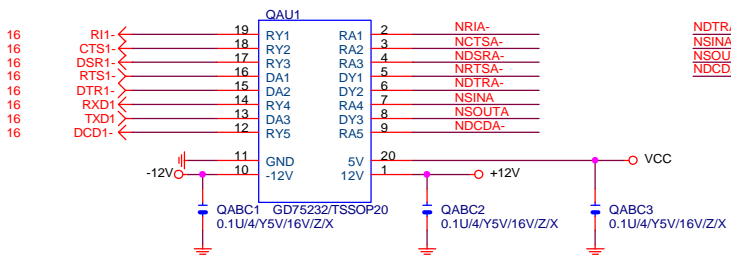 QAU1
16 RI1- 19 RY1 RA1 2 NRIA- NDTRA
16 CTS1- 18 RY2 RA2 3 NCTSA- NSINA
16 DSR1- 17 RY3 RA3 4 NDSRA- NSOU
16 RTS1- 16 DA1 DY1 5 NRTSA- NDCD
16 DTR1- 15 DA2 DY2 6 NDTRA-
16 RXD1 14 RY4 RA4 7 NSINA
16 TXD1 13 DA3 DY3 8 NSOUTA
16 DCD1- 12 RY5 RA5 9 NDCDA-
11 GND 5V 20 VCC
-12V 10 -12V 12V 1 +12V
QABC1 GD75232/TSSOP20 QABC2 QABC3
0.1U/4/Y5V/16V/Z/X 0.1U/4/Y5V/16V/Z/X 0.1U/4/Y5V/16V/Z/X